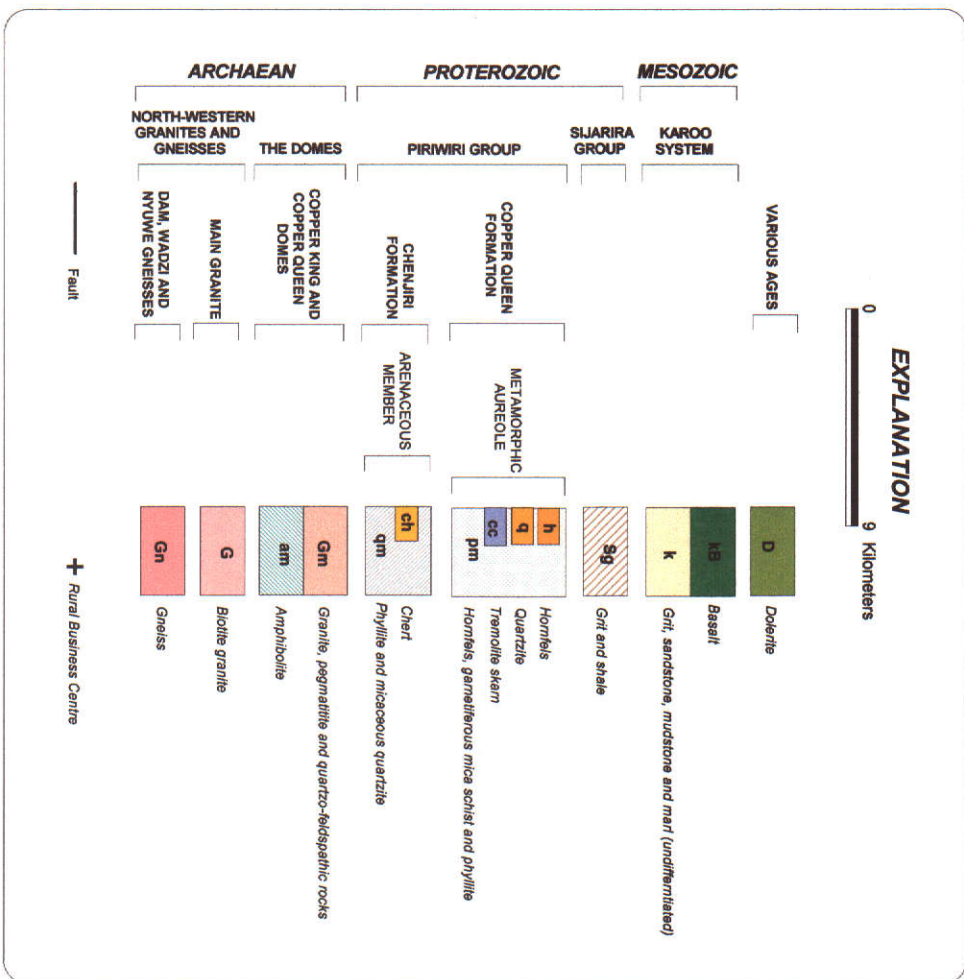 EXPLANATION
0
9 Kilometers
VARIOUS AGES
D
Dolerite
MESOZOIC
KAROO
SYSTEM
kB
Basalt
k
Grit, sandstone, mudstone and marl (undifferntiated)
PROTEROZOIC
SIJARIRA
GROUP
Sg
Grit and shale
PIRIWIRI GROUP
COPPER QUEEN
FORMATION
METAMORPHIC
AUREOLE
h
Hornfels
q
Quartzite
cc
Tremolite skarn
pm
Hornfels, garnetiferous mica schist and phyllite
CHENJIRI
FORMATION
ARENACEOUS
MEMBER
ch
Chert
qm
Phyllite and micaceous quartzite
ARCHAEAN
THE DOMES
COPPER KING AND
COPPER QUEEN
DOMES
Gm
Granite, pegmatitite and quartzo-feldspathic rocks
am
Amphibolite
NORTH-WESTERN
GRANITES AND
GNEISSES
MAIN GRANITE
G
Biotite granite
DAM, WADZI AND
NYUWE GNEISSES
Gn
Gneiss
Fault
Rural Business Centre